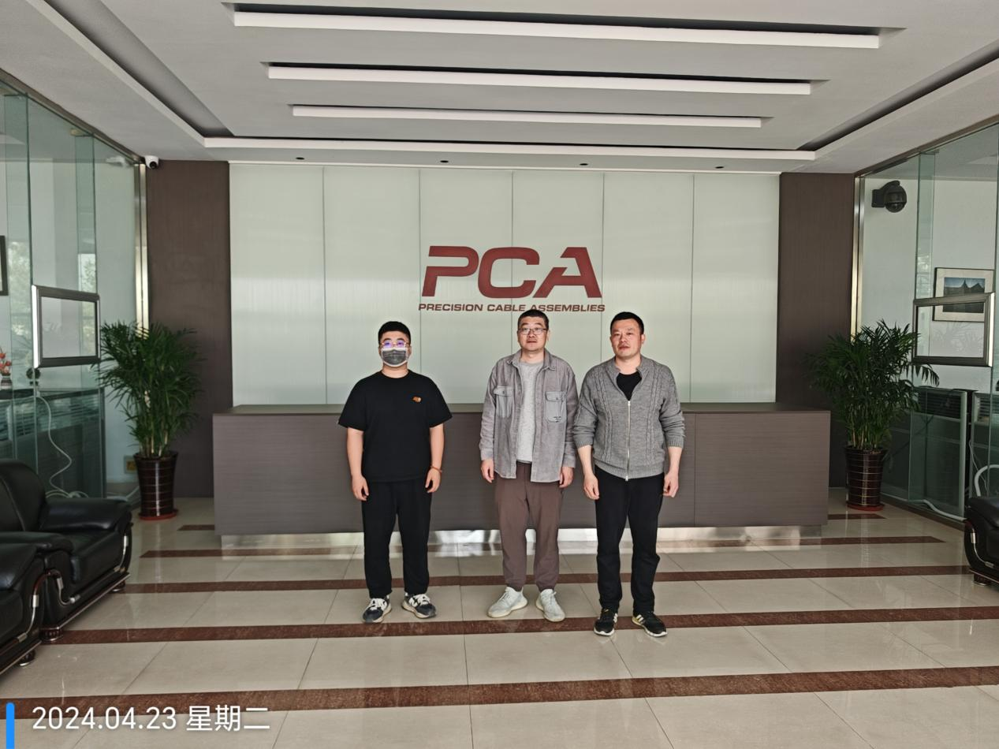 PCA
PRECISION CABLE ASSEMBLIES
2024.04.23 星期二